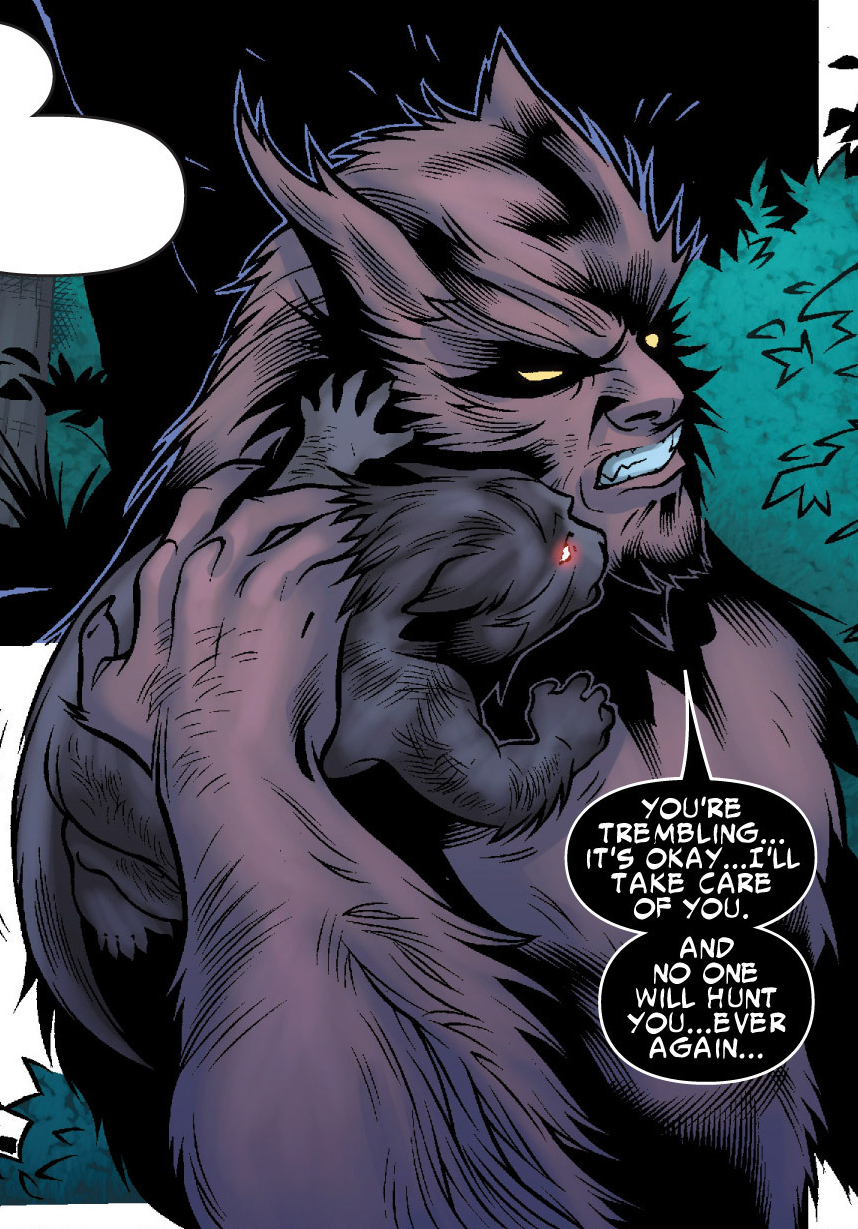 YOU'RE
TREMBLING...
IT'S OKAY...I'LL
TAKE CARE
OF YOU.
AND
NO ONE
WILL HUNT
YOU...EVER
AGAIN...